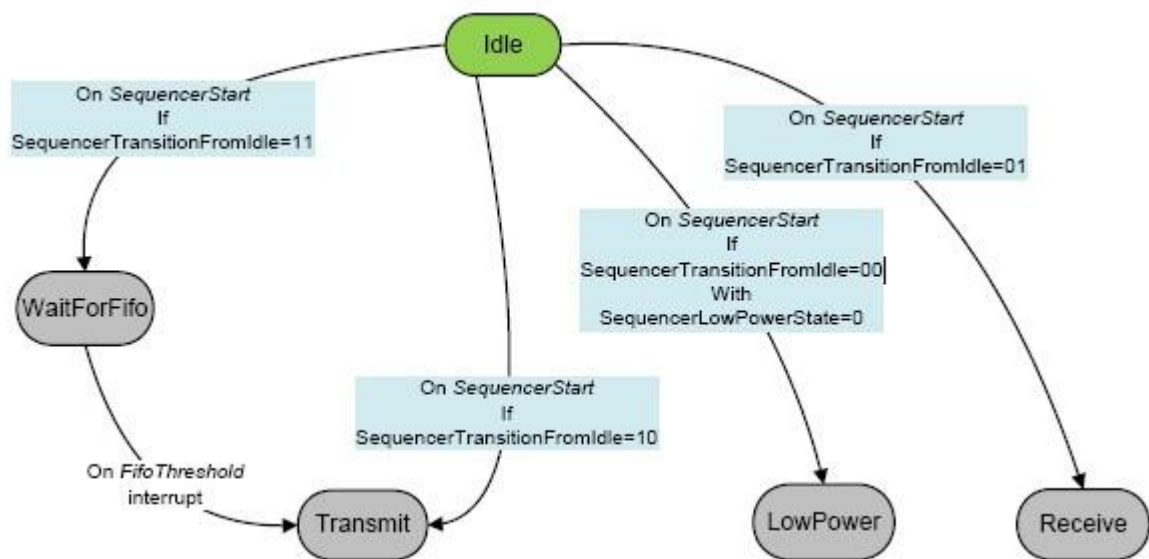 Idle
On SequencerStart
If
SequencerTransitionFromIdle=11
On SequencerStart
If
SequencerTransitionFromIdle=01
On SequencerStart
If
SequencerTransitionFromIdle=00
With
SequencerLowPowerState=0
WaitForFifo
On SequencerStart
If
SequencerTransitionFromIdle=10
On FifoThreshold
interrupt
Transmit
LowPower
Receive